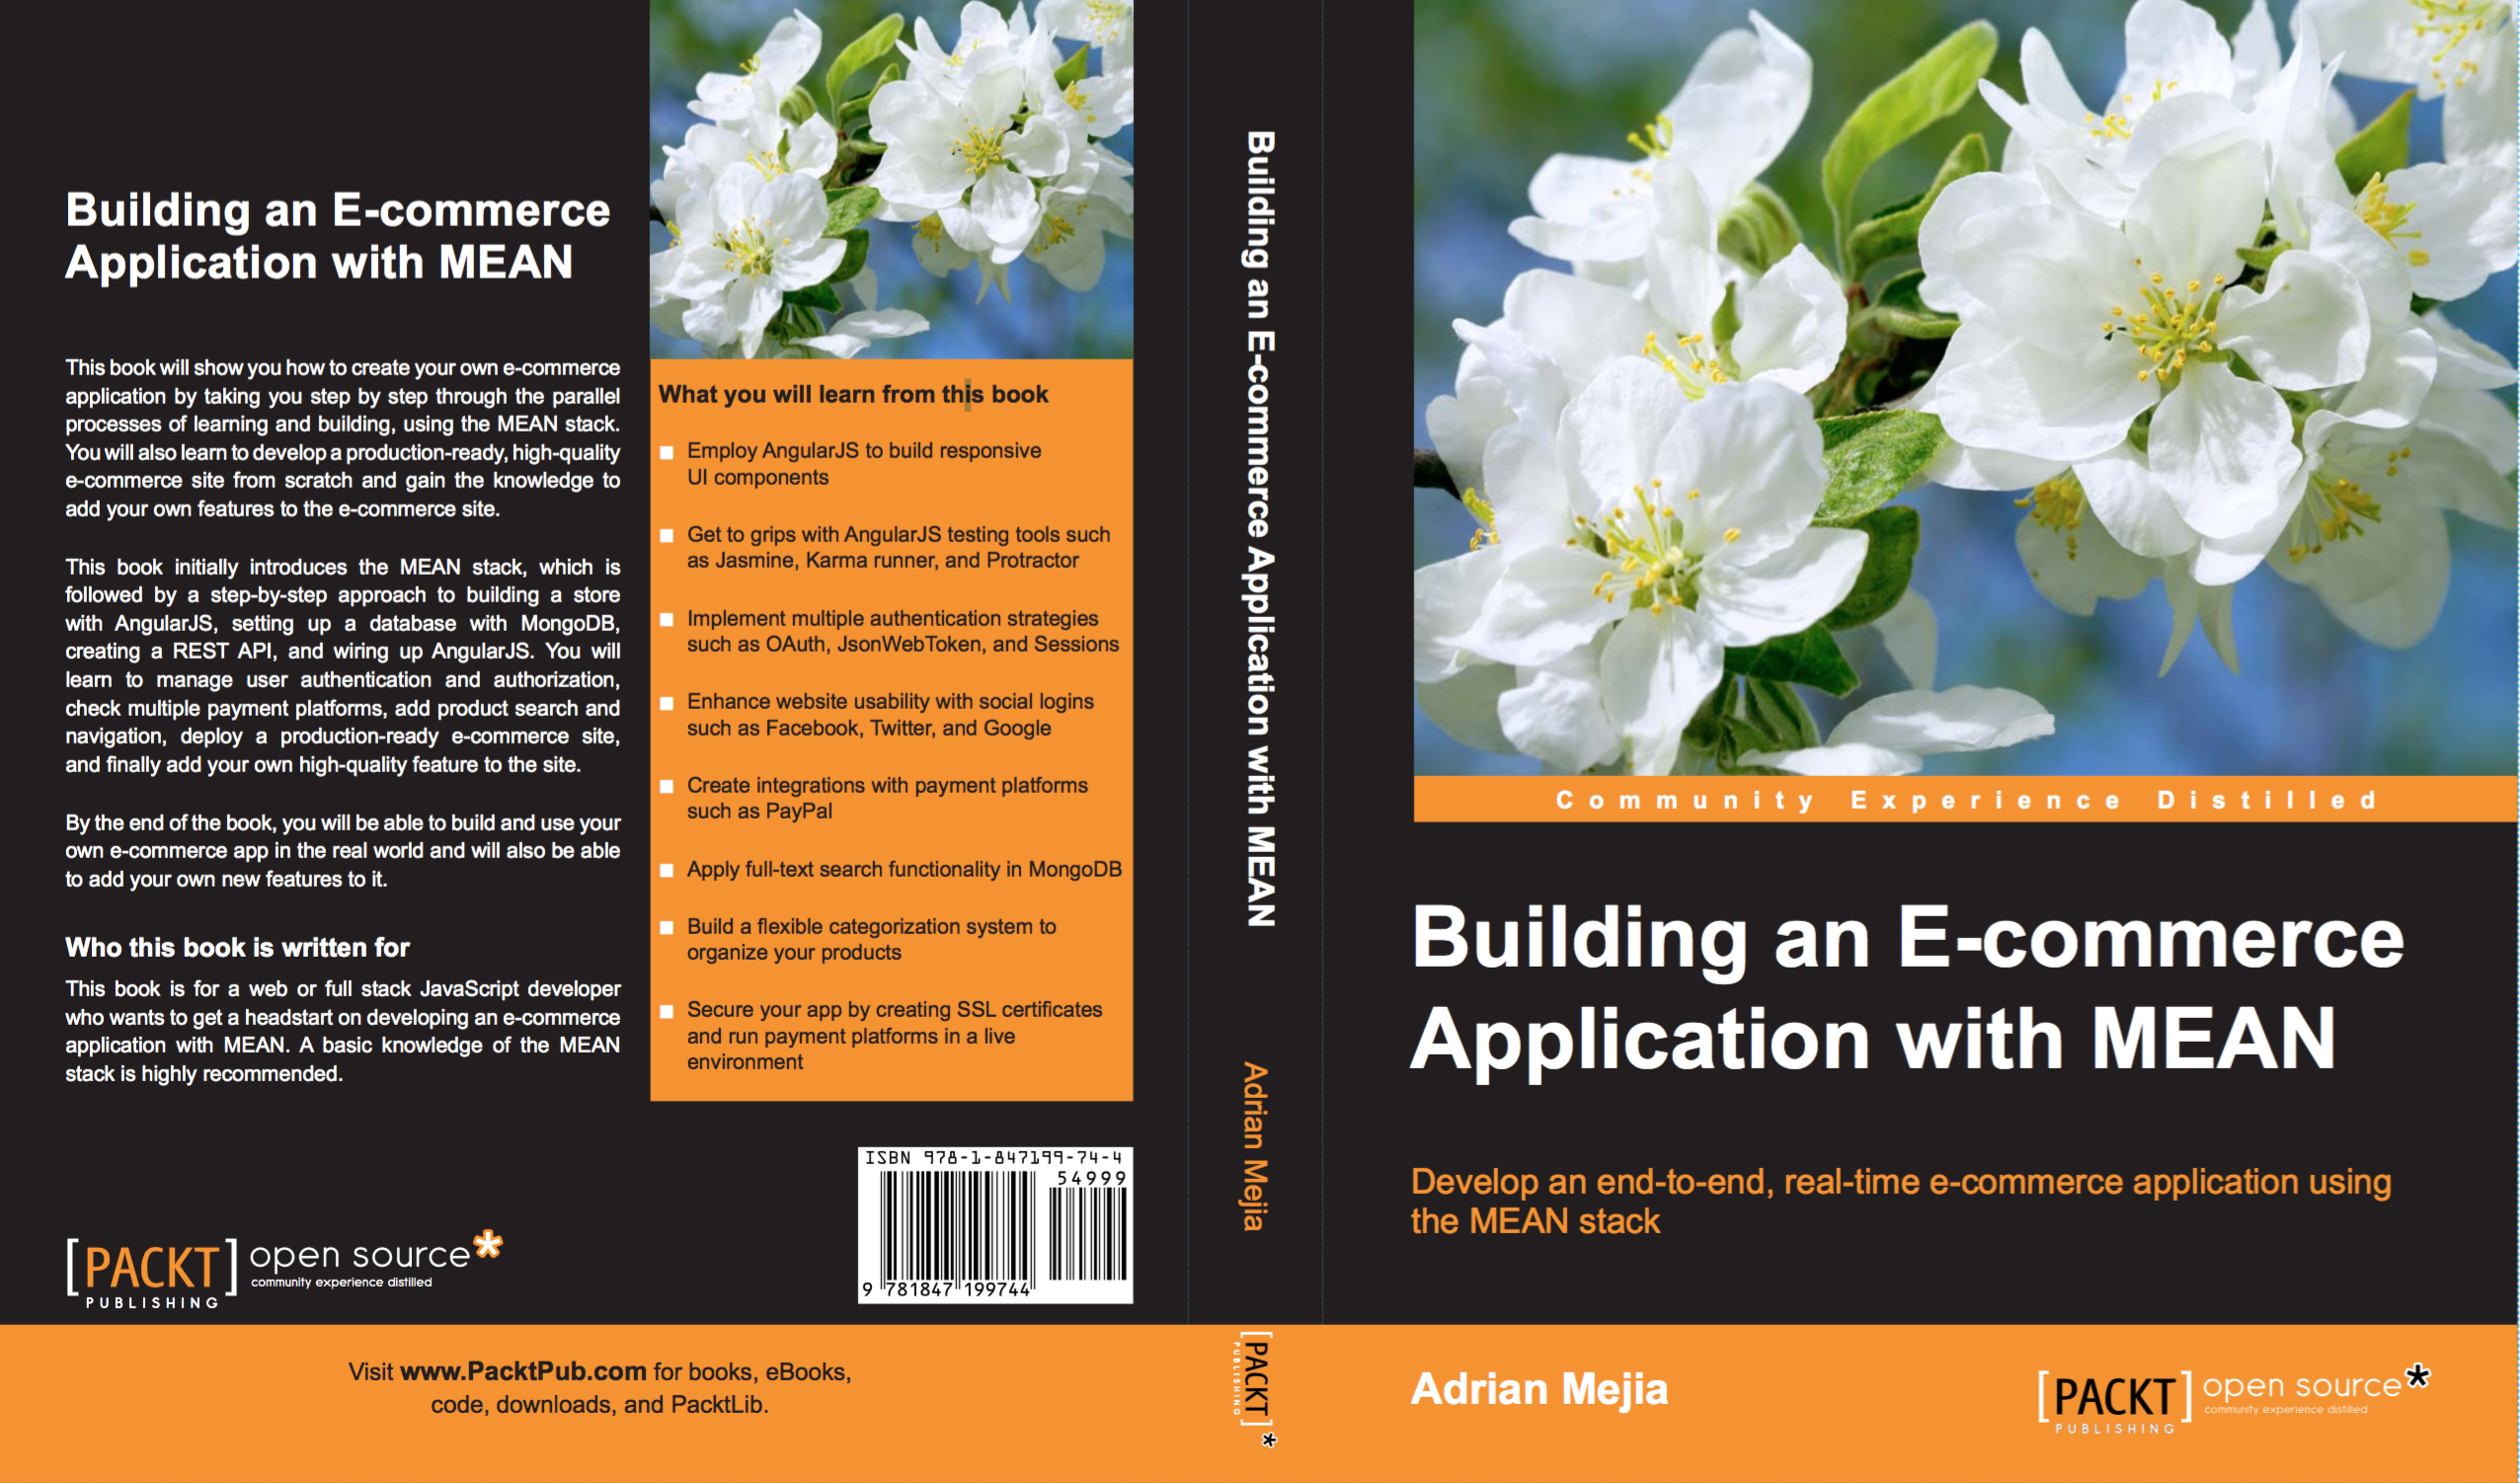 Building an E-commerce
Application with MEAN
This book will show you how to create your own e-commerce
application by taking you step by step through the parallel
processes of learning and building, using the MEAN stack.
You will also learn to develop a production-ready, high-quality
e-commerce site from scratch and gain the knowledge to
add your own features to the e-commerce site.
This book initially introduces the MEAN stack, which is
followed by a step-by-step approach to building a store
with AngularJS, setting up a database with MongoDB,
creating a REST API, and wiring up AngularJS. You will
learn to manage user authentication and authorization,
check multiple payment platforms, add product search and
navigation, deploy a production-ready e-commerce site,
and finally add your own high-quality feature to the site.
By the end of the book, you will be able to build and use your
own e-commerce app in the real world and will also be able
to add your own new features to it.
Who this book is written for
This book is for a web or full stack JavaScript developer
who wants to get a headstart on developing an e-commerce
application with MEAN. A basic knowledge of the MEAN
stack is highly recommended.
What you will learn from this book
Employ AngularJS to build responsive
UI components
Get to grips with AngularJS testing tools such
as Jasmine, Karma runner, and Protractor
Implement multiple authentication strategies
such as OAuth, JsonWebToken, and Sessions
Enhance website usability with social logins
such as Facebook, Twitter, and Google
Create integrations with payment platforms
such as PayPal
Apply full-text search functionality in MongoDB
Build a flexible categorization system to
organize your products
Secure your app by creating SSL certificates
and run payment platforms in a live
environment
[PACKT] open source*
PUBLISHING community experience distilled
ISBN 978-1-847199-74-4
54999
9 781847 199744
Visit www.PacktPub.com for books, eBooks,
code, downloads, and PacktLib.
Building an E-commerce Application with MEAN
Adrian Mejia
[PACKT]*
PUBLISHING
Community Experience Distilled
Building an E-commerce
Application with MEAN
Develop an end-to-end, real-time e-commerce application using
the MEAN stack
Adrian Mejia
[PACKT] open source*
PUBLISHING community experience distilled